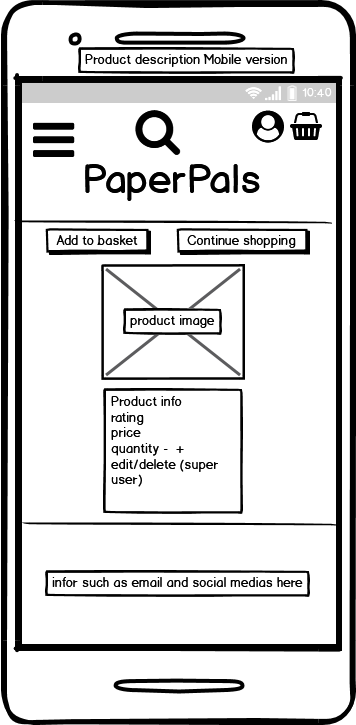 Product description Mobile version
10:40
PaperPals
Add to basket
Continue shopping
product image
Product info
rating
price
quantity - +
edit/delete (super
user)
infor such as email and social medias here